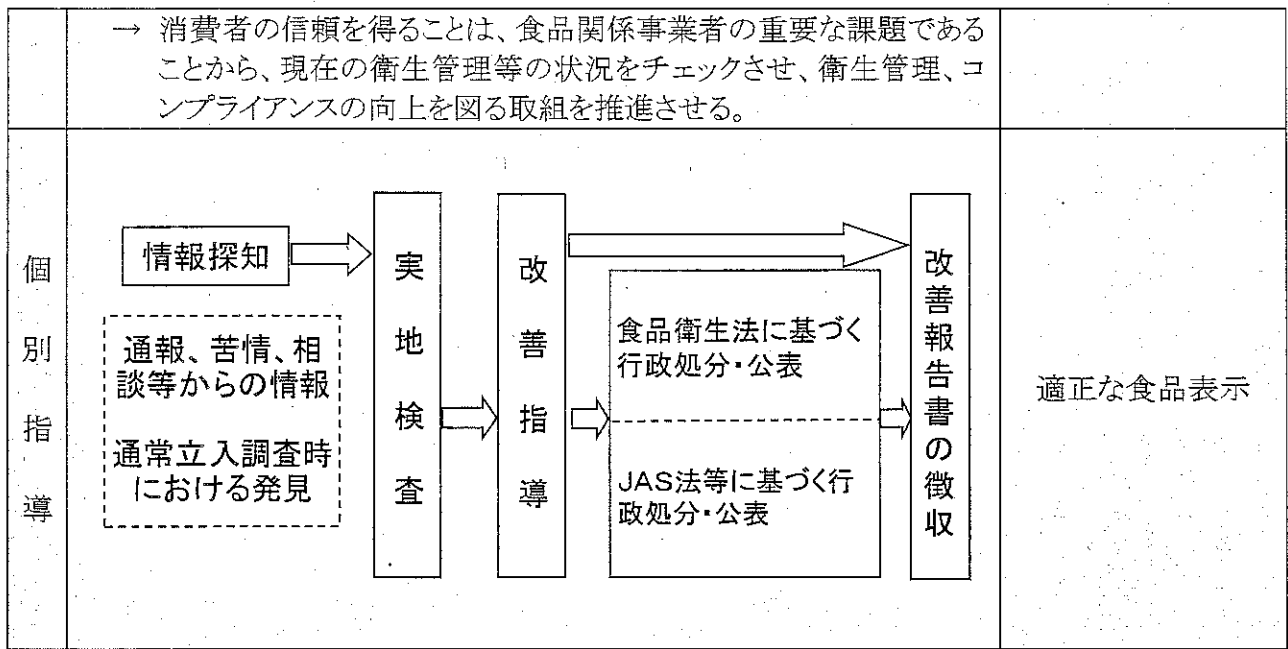 → 消費者の信頼を得ることは、食品関係事業者の重要な課題である
ことから、現在の衛生管理等の状況をチェックさせ、衛生管理、コ
ンプライアンスの向上を図る取組を推進させる。
個別指導
情報探知
通報、苦情、相
談等からの情報
通常立入調査時
における発見
実地検査
改善指導
食品衛生法に基づく
行政処分・公表
JAS法等に基づく行
政処分・公表
改善報告書の徴収
適正な食品表示